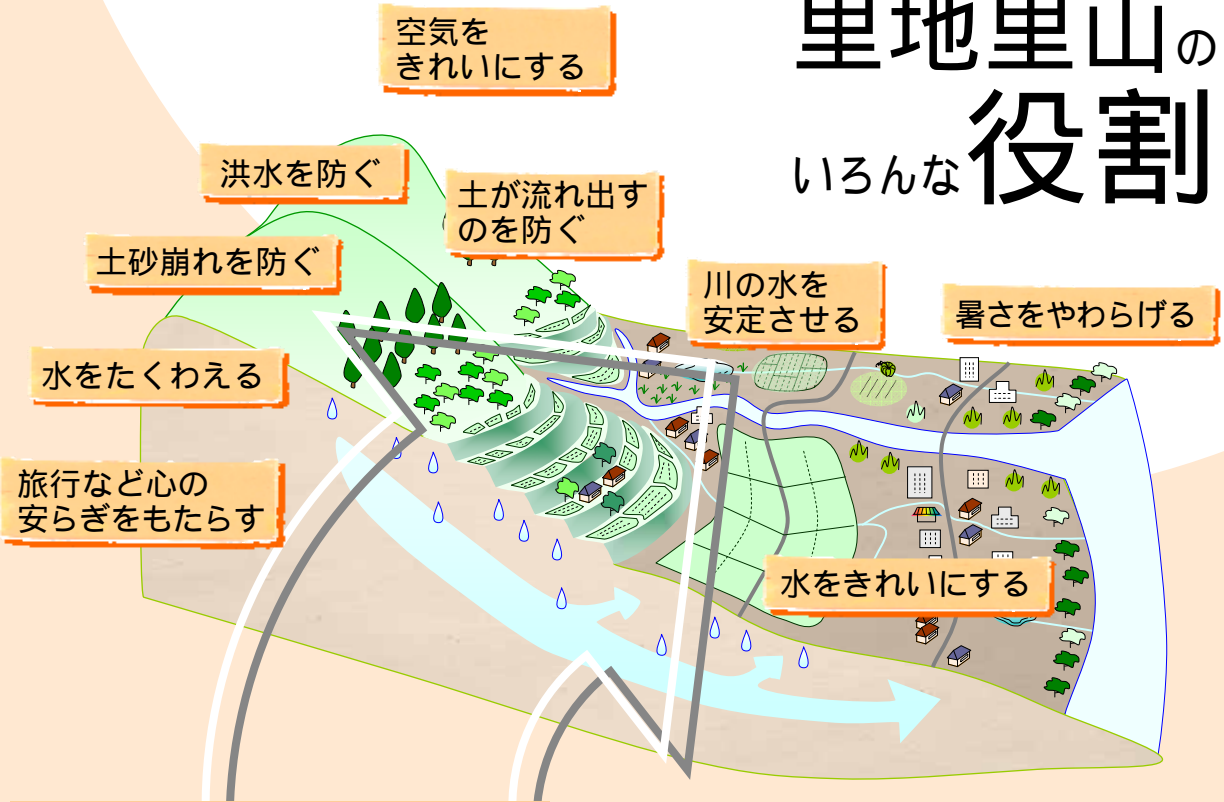 里地里山の
いろんな役割
空気を
きれいにする
洪水を防ぐ
土が流れ出す
のを防ぐ
土砂崩れを防ぐ
川の水を
安定させる
暑さをやわらげる
水をたくわえる
旅行など心の
安らぎをもたらす
水をきれいにする